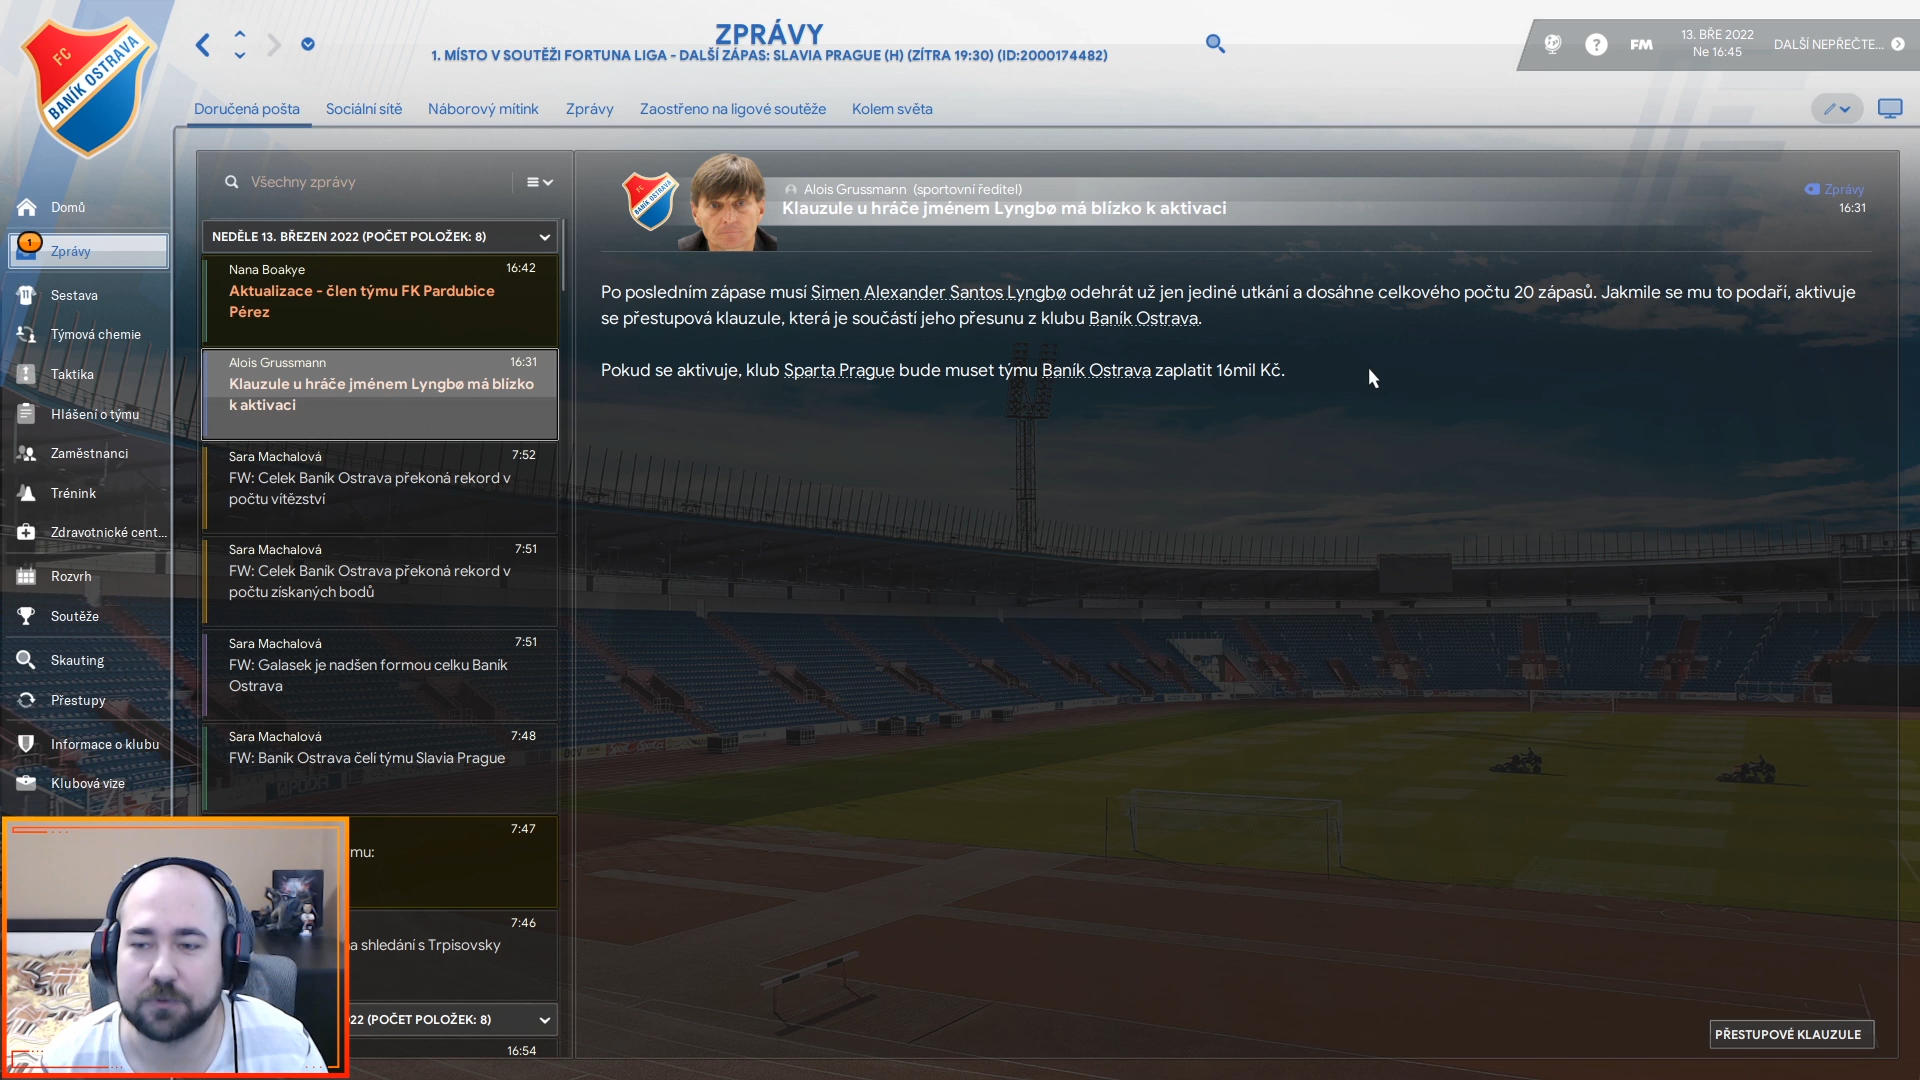 FC
BANÍK OSTRAVA
ZPRÁVY
1. MÍSTO V SOUTĚŽI FORTUNA LIGA - DALŠÍ ZÁPAS: SLAVIA PRAGUE (H) (ZÍTRA 19:30) (ID:2000174482)
?
FM
13. BŘE 2022
Ne 16:45
DALŠÍ NEPŘEČTE...
Doručená pošta
Sociální sítě
Náborový mítink
Zprávy
Zaostřeno na ligové soutěže
Kolem světa
Domů
1
Zprávy
Sestava
Týmová chemie
Taktika
Hlášení o týmu
Zaměstnanci
Trénink
Zdravotnické cent...
Rozvrh
Soutěže
Skauting
Přestupy
Informace o klubu
Klubová vize
Všechny zprávy
NEDĚLE 13. BŘEZEN 2022 (POČET POLOŽEK: 8)
Nana Boakye 16:42
Aktualizace - člen týmu FK Pardubice
Pérez
Alois Grussmann 16:31
Klauzule u hráče jménem Lyngbø má blízko
k aktivaci
Sara Machalová 7:52
FW: Celek Baník Ostrava překoná rekord v
počtu vítězství
Sara Machalová 7:51
FW: Celek Baník Ostrava překoná rekord v
počtu získaných bodů
Sara Machalová 7:51
FW: Galasek je nadšen formou celku Baník
Ostrava
Sara Machalová 7:48
FW: Baník Ostrava čelí týmu Slavia Prague
7:47
mu:
7:46
a shledání s Trpisovsky
22 (POČET POLOŽEK: 8)
16:54
FC
BANÍK OSTRAVA
Alois Grussmann (sportovní ředitel)
Klauzule u hráče jménem Lyngbø má blízko k aktivaci
Zprávy
16:31
Po posledním zápase musí Simen Alexander Santos Lyngbø odehrát už jen jediné utkání a dosáhne celkového počtu 20 zápasů. Jakmile se mu to podaří, aktivuje
se přestupová klauzule, která je součástí jeho přesunu z klubu Baník Ostrava.
Pokud se aktivuje, klub Sparta Prague bude muset týmu Baník Ostrava zaplatit 16mil Kč.
PŘESTUPOVÉ KLAUZULE